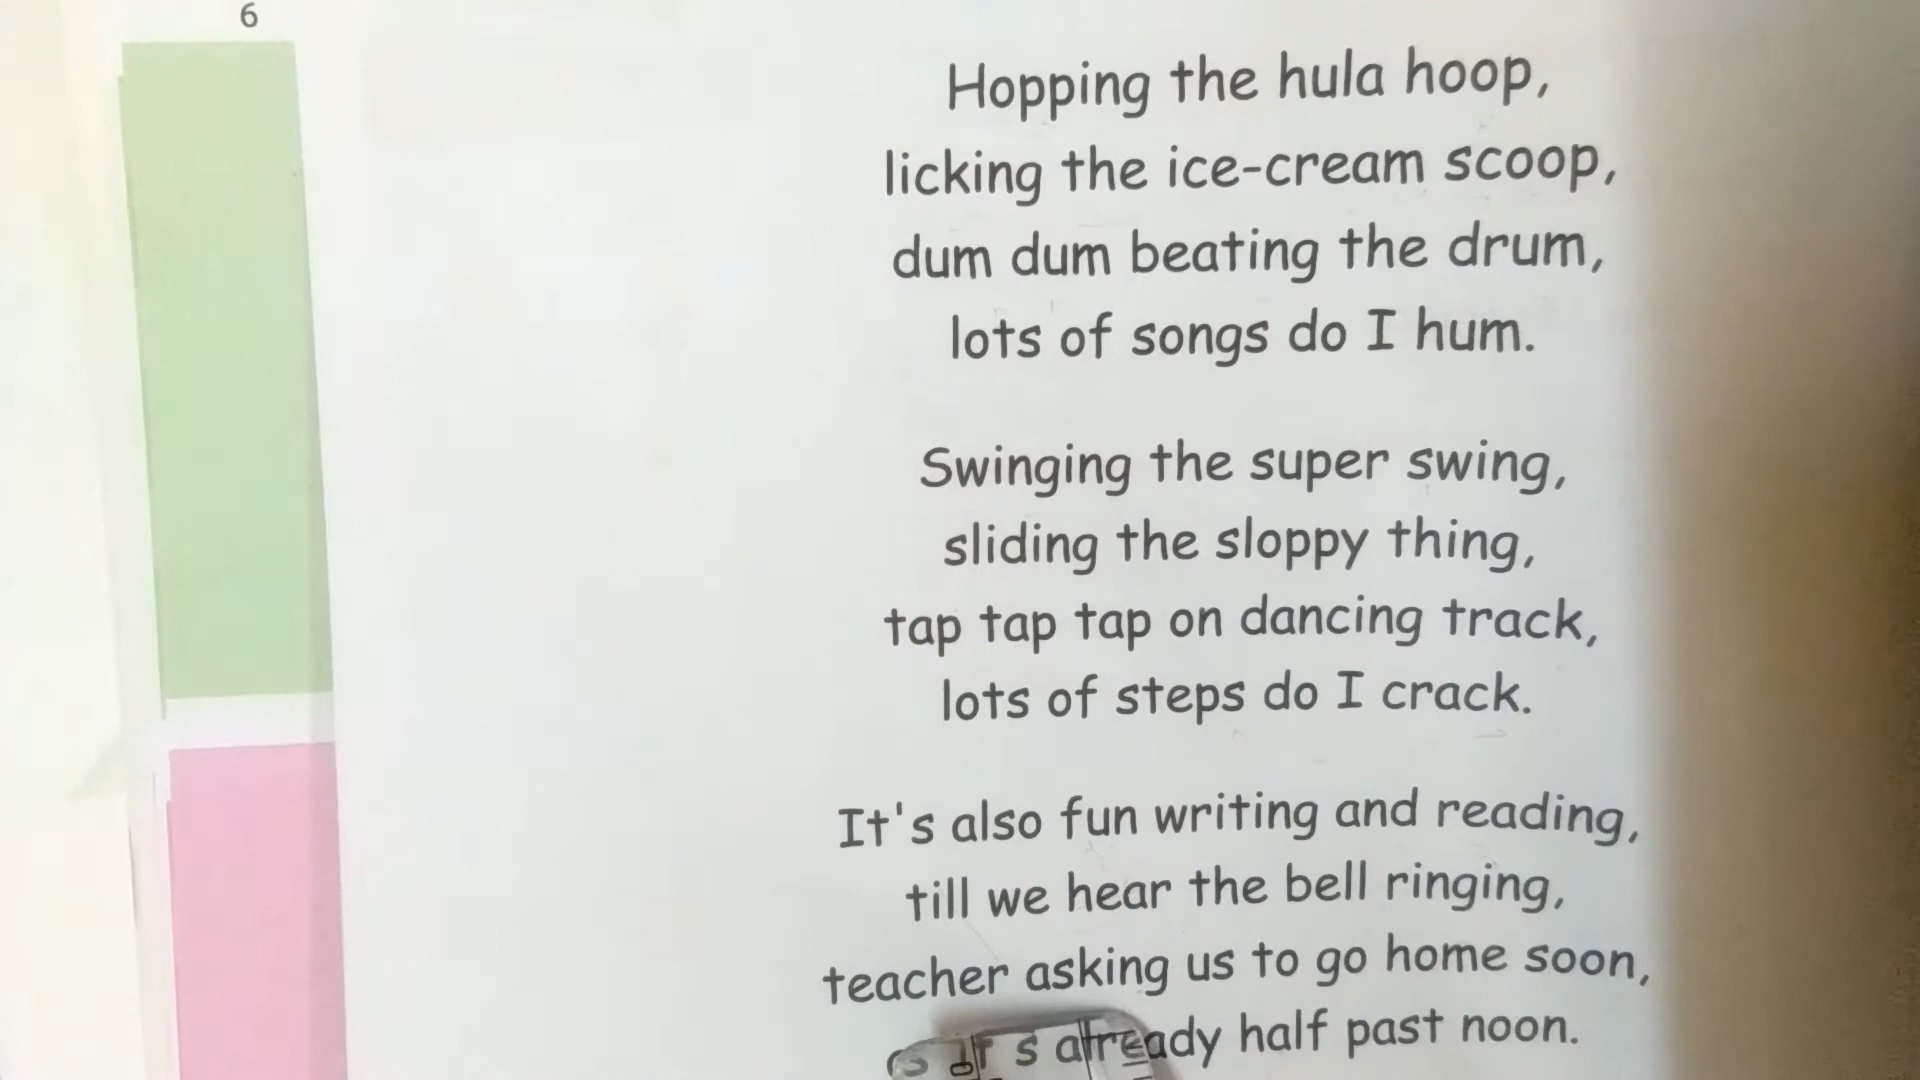 6
Hopping the hula hoop,
licking the ice-cream scoop,
dum dum beating the drum,
lots of songs do I hum.
Swinging the super swing,
sliding the sloppy thing,
tap tap tap on dancing track,
lots of steps do I crack.
It's also fun writing and reading,
till we hear the bell ringing,
teacher asking us to go home soon,
already half past noon.